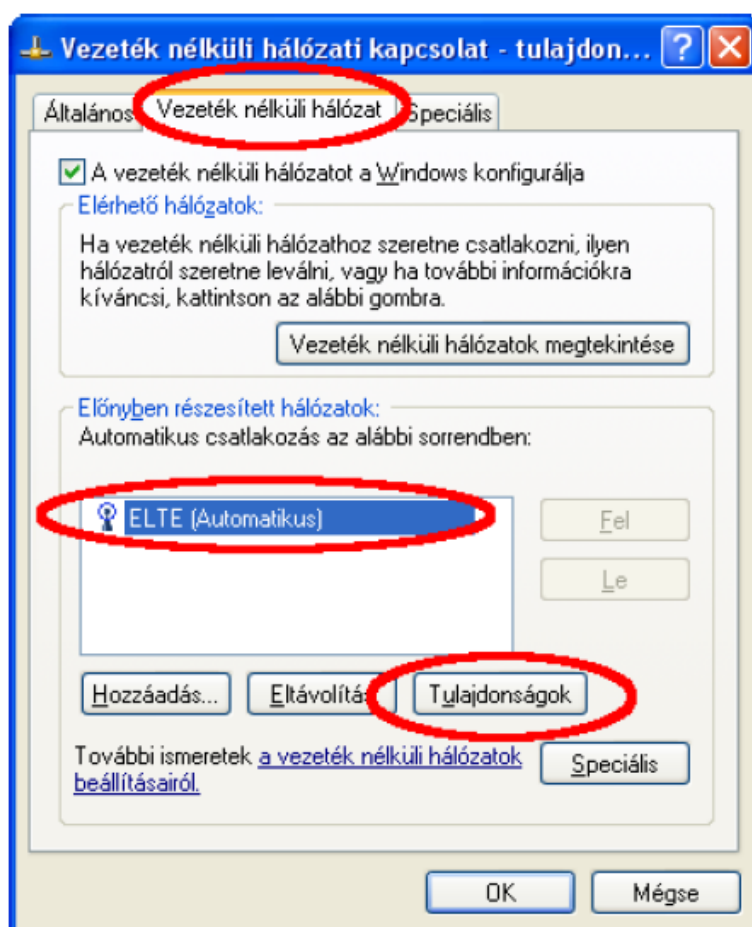 Vezeték nélküli hálózati kapcsolat - tulajdon...
Általános Vezeték nélküli hálózat Speciális
A vezeték nélküli hálózatot a Windows konfigurálja
Elérhető hálózatok:
Ha vezeték nélküli hálózathoz szeretne csatlakozni, ilyen
hálózatról szeretne leválni, vagy ha további információkra
kíváncsi, kattintson az alábbi gombra.
Vezeték nélküli hálózatok megtekintése
Előnyben részesített hálózatok:
Automatikus csatlakozás az alábbi sorrendben:
ELTE (Automatikus)
Fel
Le
Hozzáadás... Eltávolítás Tulajdonságok
További ismeretek a vezeték nélküli hálózatok
beállításairól.
Speciális
OK Mégse